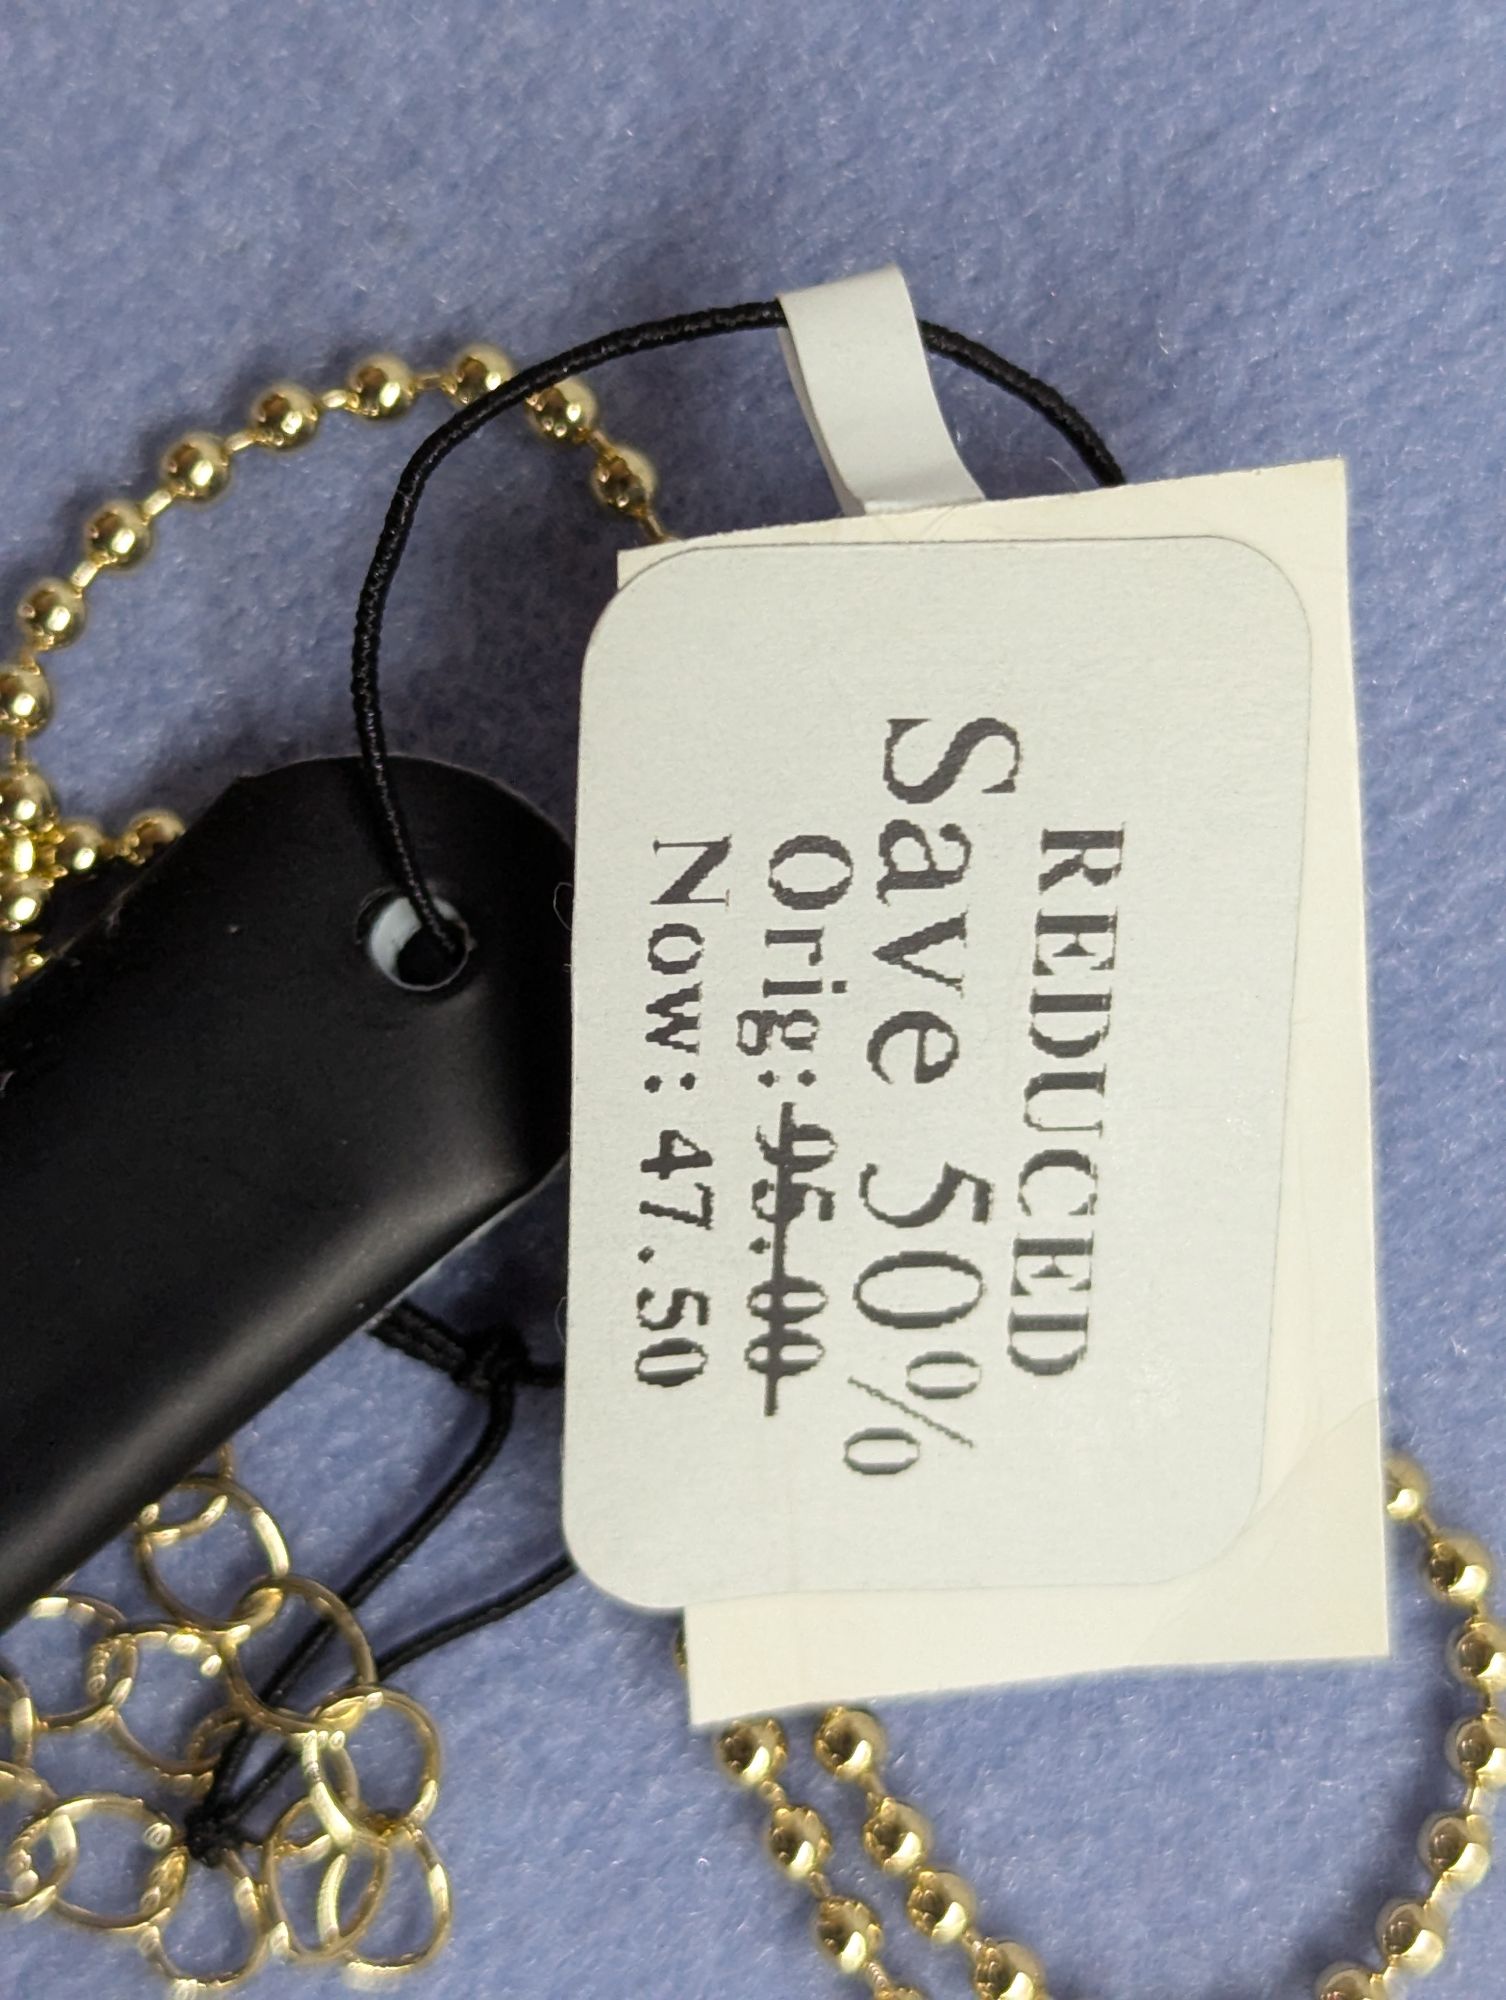 REDUCED
Save 50%
Orig: 95.00
Now: 47.50